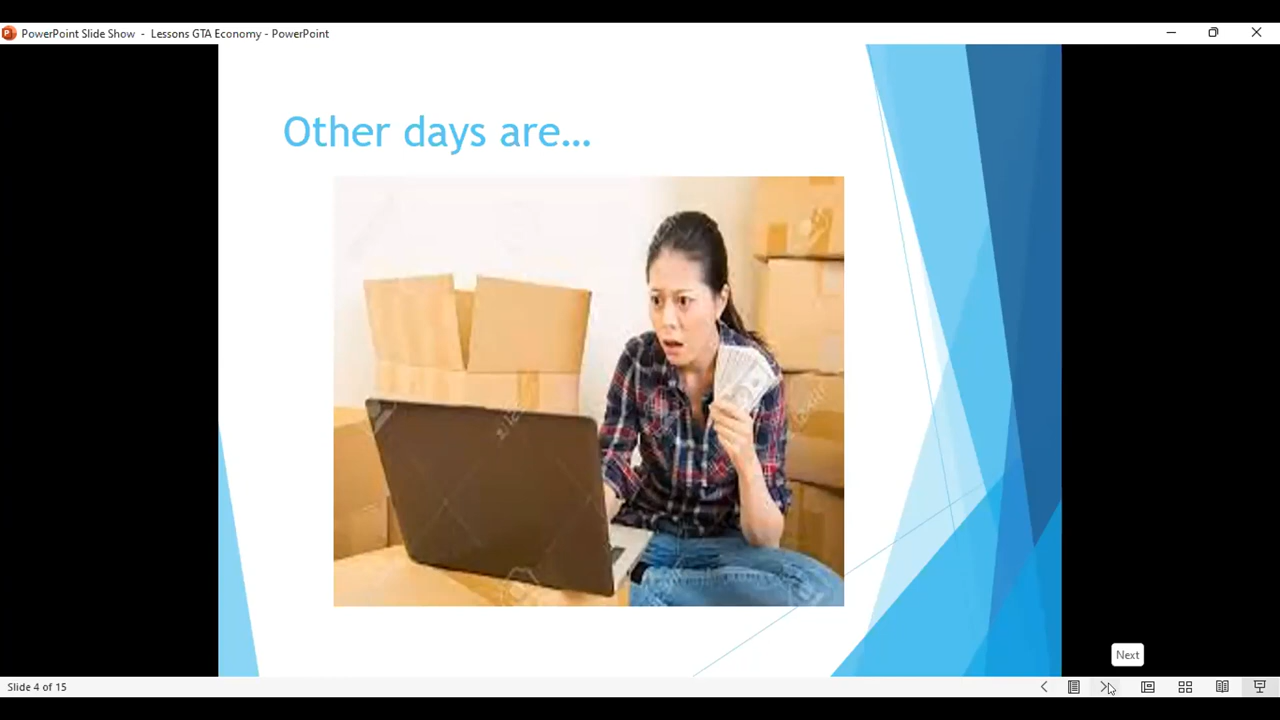 PowerPoint Slide Show - Lessons GTA Economy - PowerPoint
Other days are...
Next
Slide 4 of 15